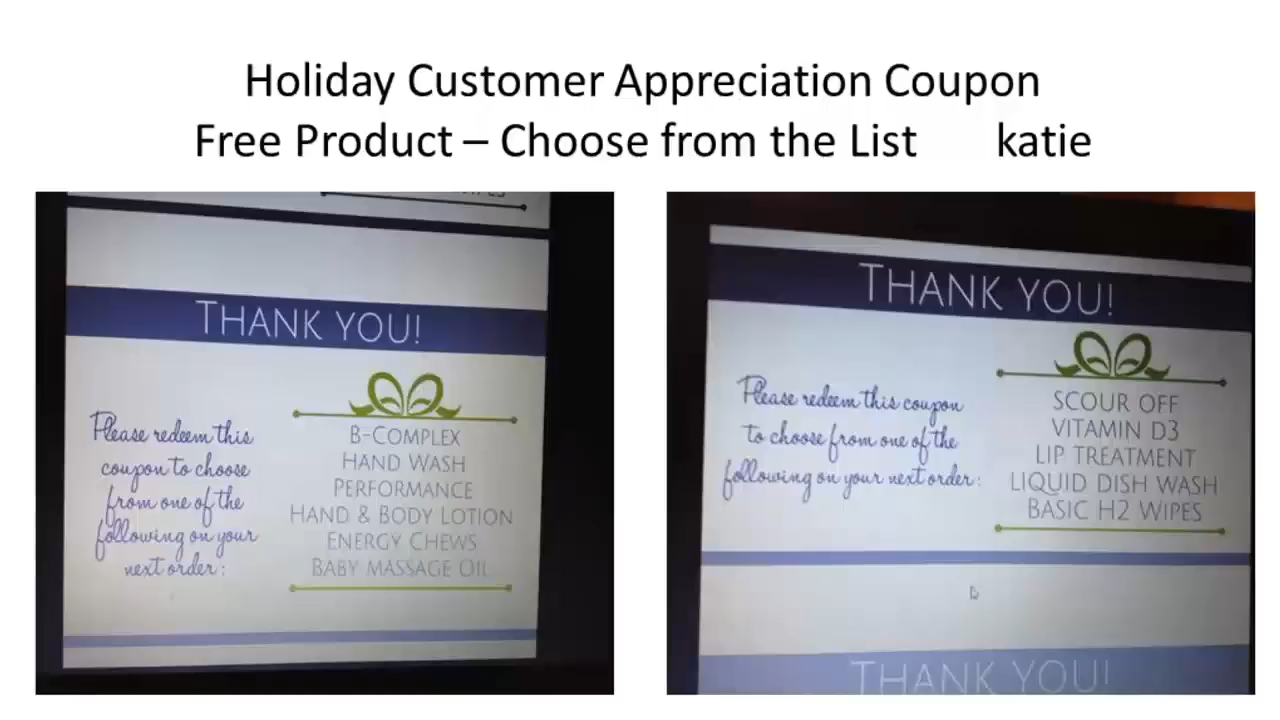 Holiday Customer Appreciation Coupon
Free Product – Choose from the List katie
THANK YOU!
Please redeem this
coupon to choose
from one of the
following on your
next order:
B-COMPLEX
HAND WASH
PERFORMANCE
HAND & BODY LOTION
ENERGY CHEWS
BABY MASSAGE OIL
THANK YOU!
Please redeem this coupon
to choose from one of the
following on your next order:
SCOUR OFF
VITAMIN D3
LIP TREATMENT
LIQUID DISH WASH
BASIC H2 WIPES
THANK YOU!